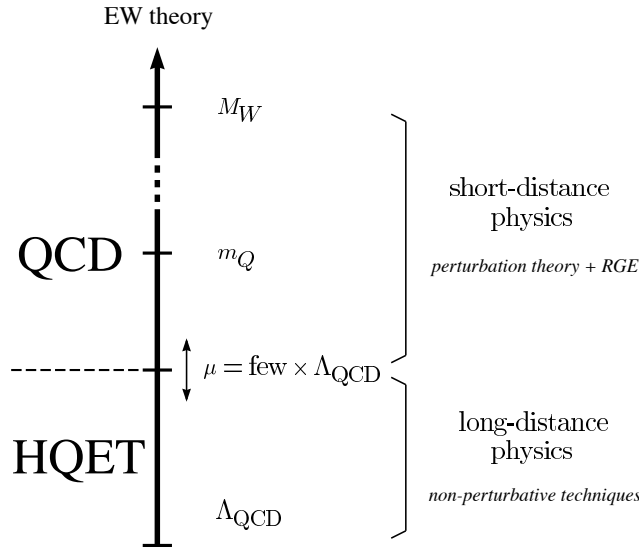 EW theory
M_W
short-distance
physics
perturbation theory + RGE
QCD
m_Q
μ = few × Λ_QCD
HQET
long-distance
physics
non-perturbative techniques
Λ_QCD